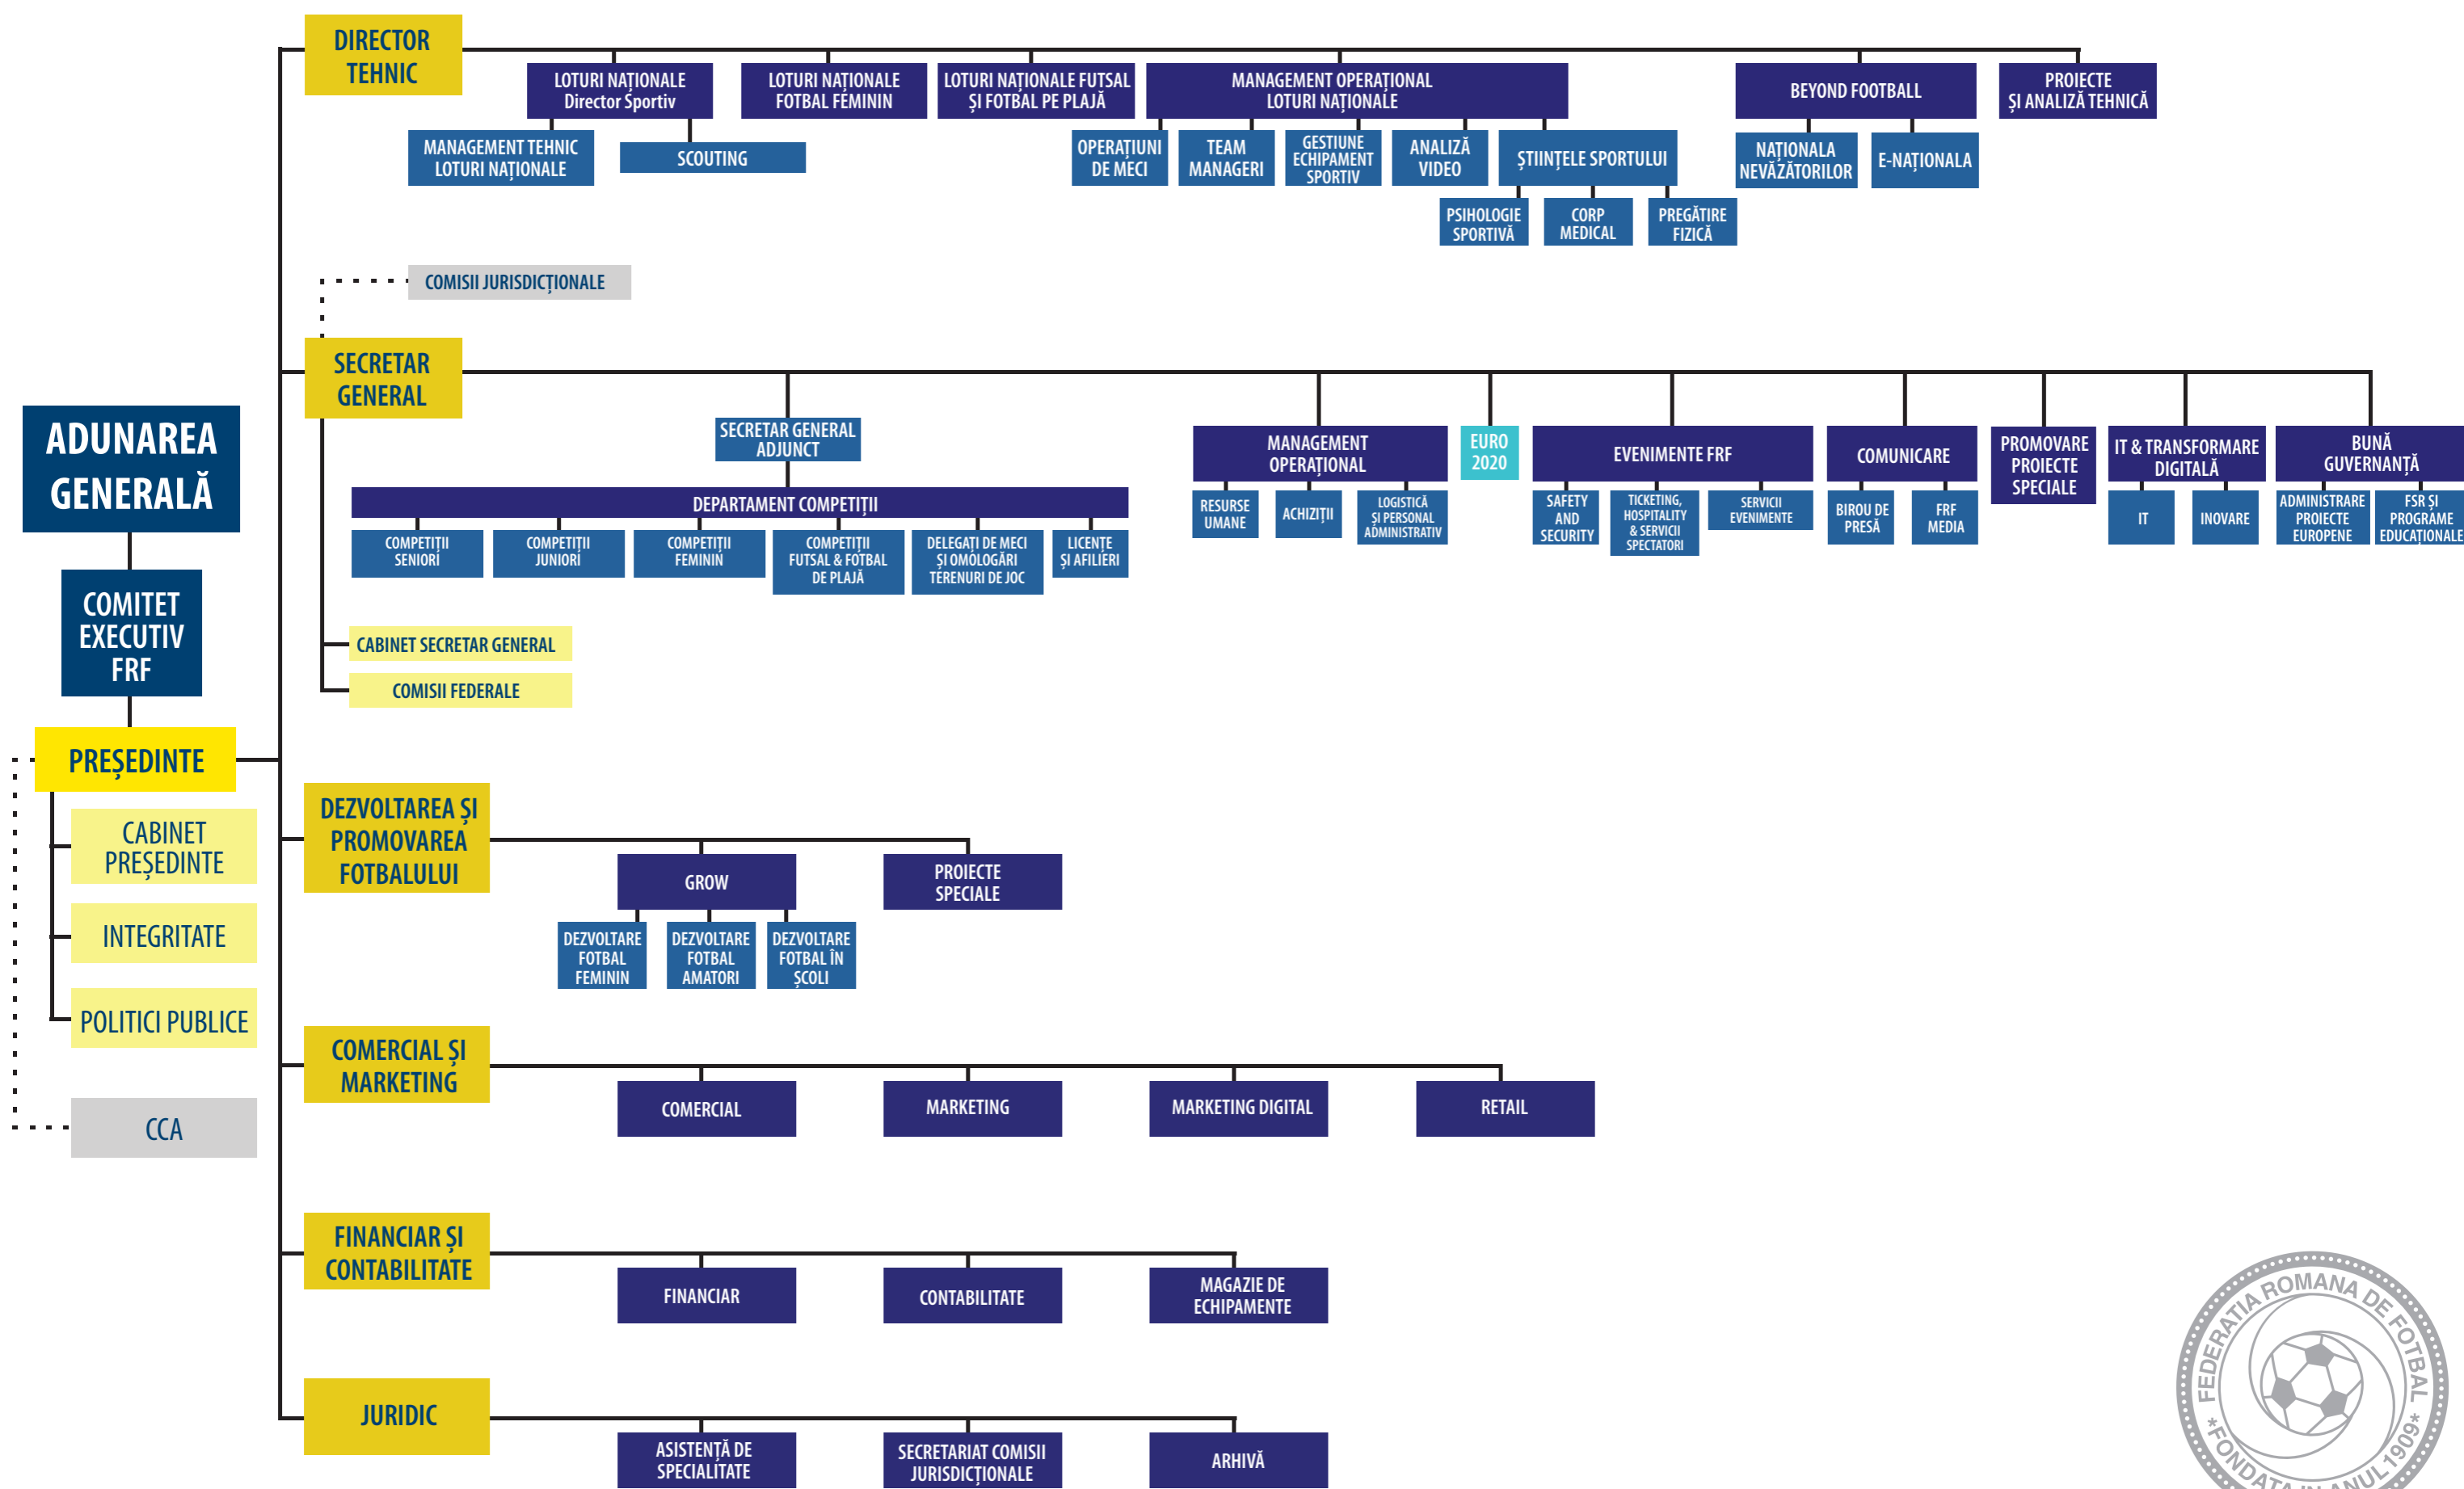 DIRECTOR
TEHNIC
LOTURI NAȚIONALE
Director Sportiv
LOTURI NAȚIONALE
FOTBAL FEMININ
LOTURI NAȚIONALE FUTSAL
ȘI FOTBAL PE PLAJĂ
MANAGEMENT OPERAȚIONAL
LOTURI NAȚIONALE
BEYOND FOOTBALL
PROIECTE
ȘI ANALIZĂ TEHNICĂ
MANAGEMENT TEHNIC
LOTURI NAȚIONALE
SCOUTING
OPERAȚIUNI
DE MECI
TEAM
MANAGERI
GESTIUNE
ECHIPAMENT
SPORTIV
ANALIZĂ
VIDEO
ȘTIINȚELE SPORTULUI
NAȚIONALA
NEVĂZĂTORILOR
E-NAȚIONALA
PSIHOLOGIE
SPORTIVĂ
CORP
MEDICAL
PREGĂTIRE
FIZICĂ
COMISII JURISDICȚIONALE
SECRETAR
GENERAL
ADUNAREA
GENERALĂ
COMITET
EXECUTIV
FRF
SECRETAR GENERAL
ADJUNCT
DEPARTAMENT COMPETIȚII
COMPETIȚII
SENIORI
COMPETIȚII
JUNIORI
COMPETIȚII
FEMININ
COMPETIȚII
FUTSAL & FOTBAL
DE PLAJĂ
DELEGAȚI DE MECI
ȘI OMOLOGĂRI
TERENURI DE JOC
LICENȚE
ȘI AFILIERI
MANAGEMENT
OPERAȚIONAL
RESURSE
UMANE
ACHIZIȚII
LOGISTICĂ
ȘI PERSONAL
ADMINISTRATIV
EURO
2020
EVENIMENTE FRF
SAFETY
AND
SECURITY
TICKETING,
HOSPITALITY
& SERVICII
SPECTATORI
SERVICII
EVENIMENTE
COMUNICARE
BIROU DE
PRESĂ
FRF
MEDIA
PROMOVARE
PROIECTE
SPECIALE
IT & TRANSFORMARE
DIGITALĂ
IT
INOVARE
BUNĂ
GUVERNANȚĂ
ADMINISTRARE
PROIECTE
EUROPENE
FSR ȘI
PROGRAME
EDUCAȚIONALE
CABINET SECRETAR GENERAL
COMISII FEDERALE
PREȘEDINTE
CABINET
PREȘEDINTE
INTEGRITATE
POLITICI PUBLICE
CCA
DEZVOLTAREA ȘI
PROMOVAREA
FOTBALULUI
GROW
PROIECTE
SPECIALE
DEZVOLTARE
FOTBAL
FEMININ
DEZVOLTARE
FOTBAL
AMATORI
DEZVOLTARE
FOTBAL ÎN
ȘCOLI
COMERCIAL ȘI
MARKETING
COMERCIAL
MARKETING
MARKETING DIGITAL
RETAIL
FINANCIAR ȘI
CONTABILITATE
FINANCIAR
CONTABILITATE
MAGAZIE DE
ECHIPAMENTE
JURIDIC
ASISTENȚĂ DE
SPECIALITATE
SECRETARIAT COMISII
JURISDICȚIONALE
ARHIVĂ
FEDERATIA ROMANA DE FOTBAL
*FONDATA IN ANUL 1909*